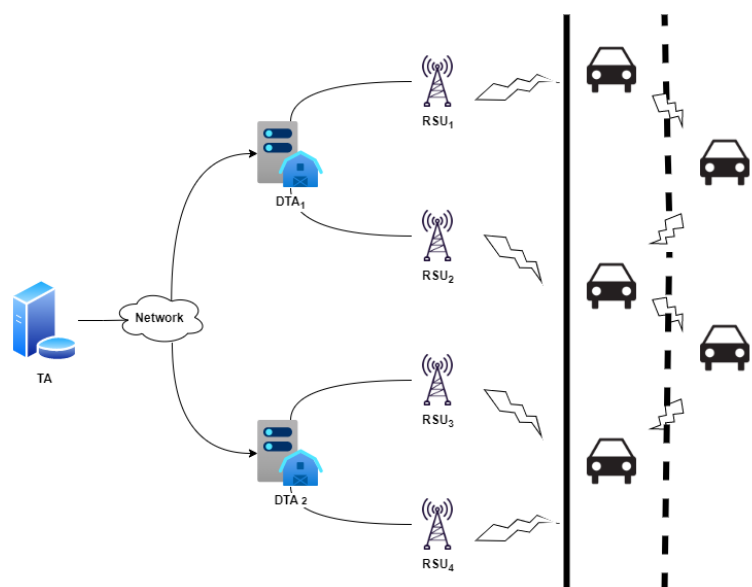 RSU1
DTA1
RSU2
Network
TA
RSU3
DTA 2
RSU4